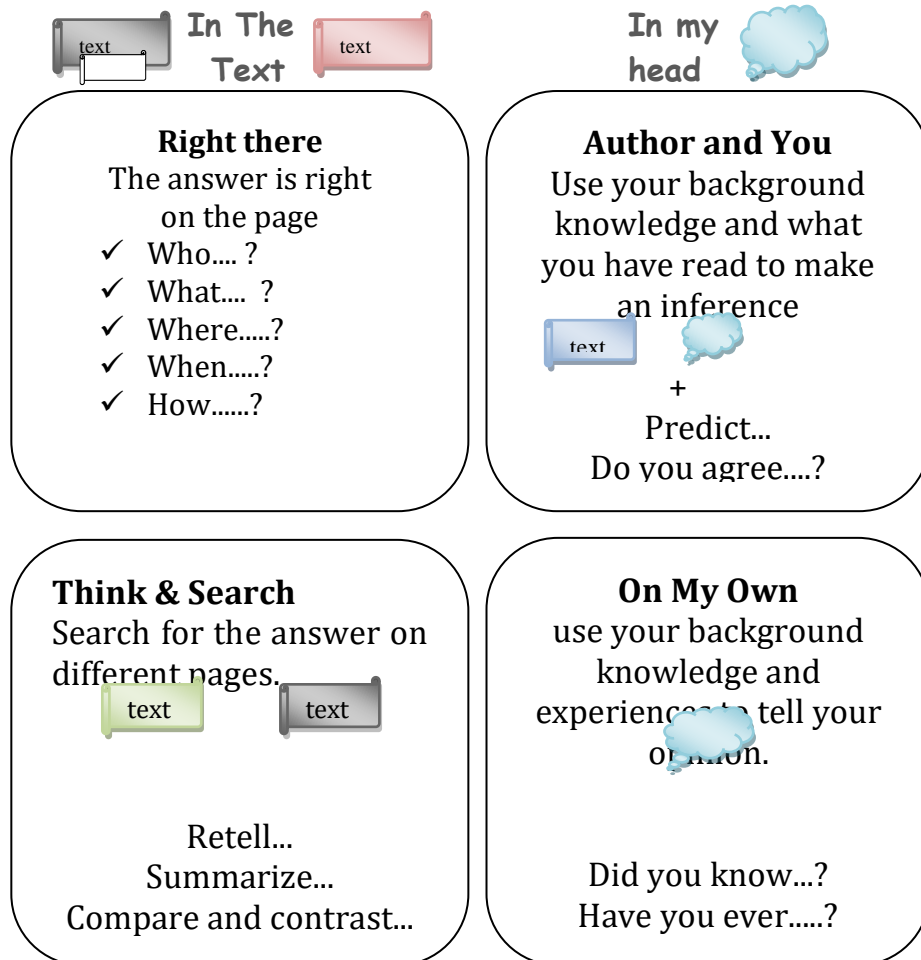 text
In The
Text
text
In my
head
Right there
The answer is right
on the page
✓ Who.... ?
✓ What.... ?
✓ Where.....?
✓ When.....?
✓ How......?
Author and You
Use your background
knowledge and what
you have read to make
an inference
text
+
Predict...
Do you agree....?
Think & Search
Search for the answer on
different pages.
text
text
Retell...
Summarize...
Compare and contrast...
On My Own
use your background
knowledge and
experiences to tell your
opinion.
Did you know...?
Have you ever.....?